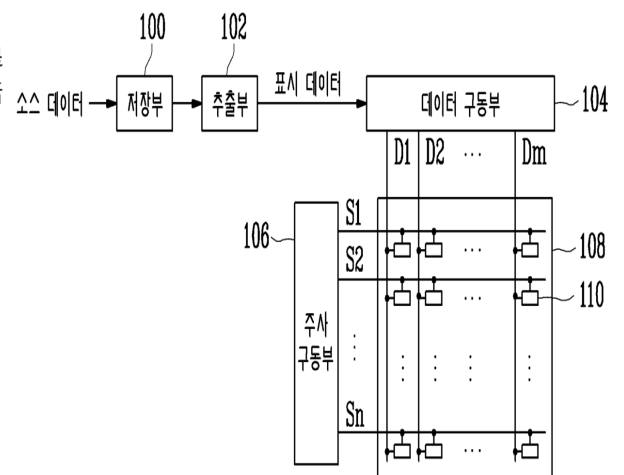 100
102
소스 데이터
저장부
추출부
표시 데이터
데이터 구동부
104
D1 D2 ··· Dm
106
S1
108
S2
110
주사
구동부
Sn